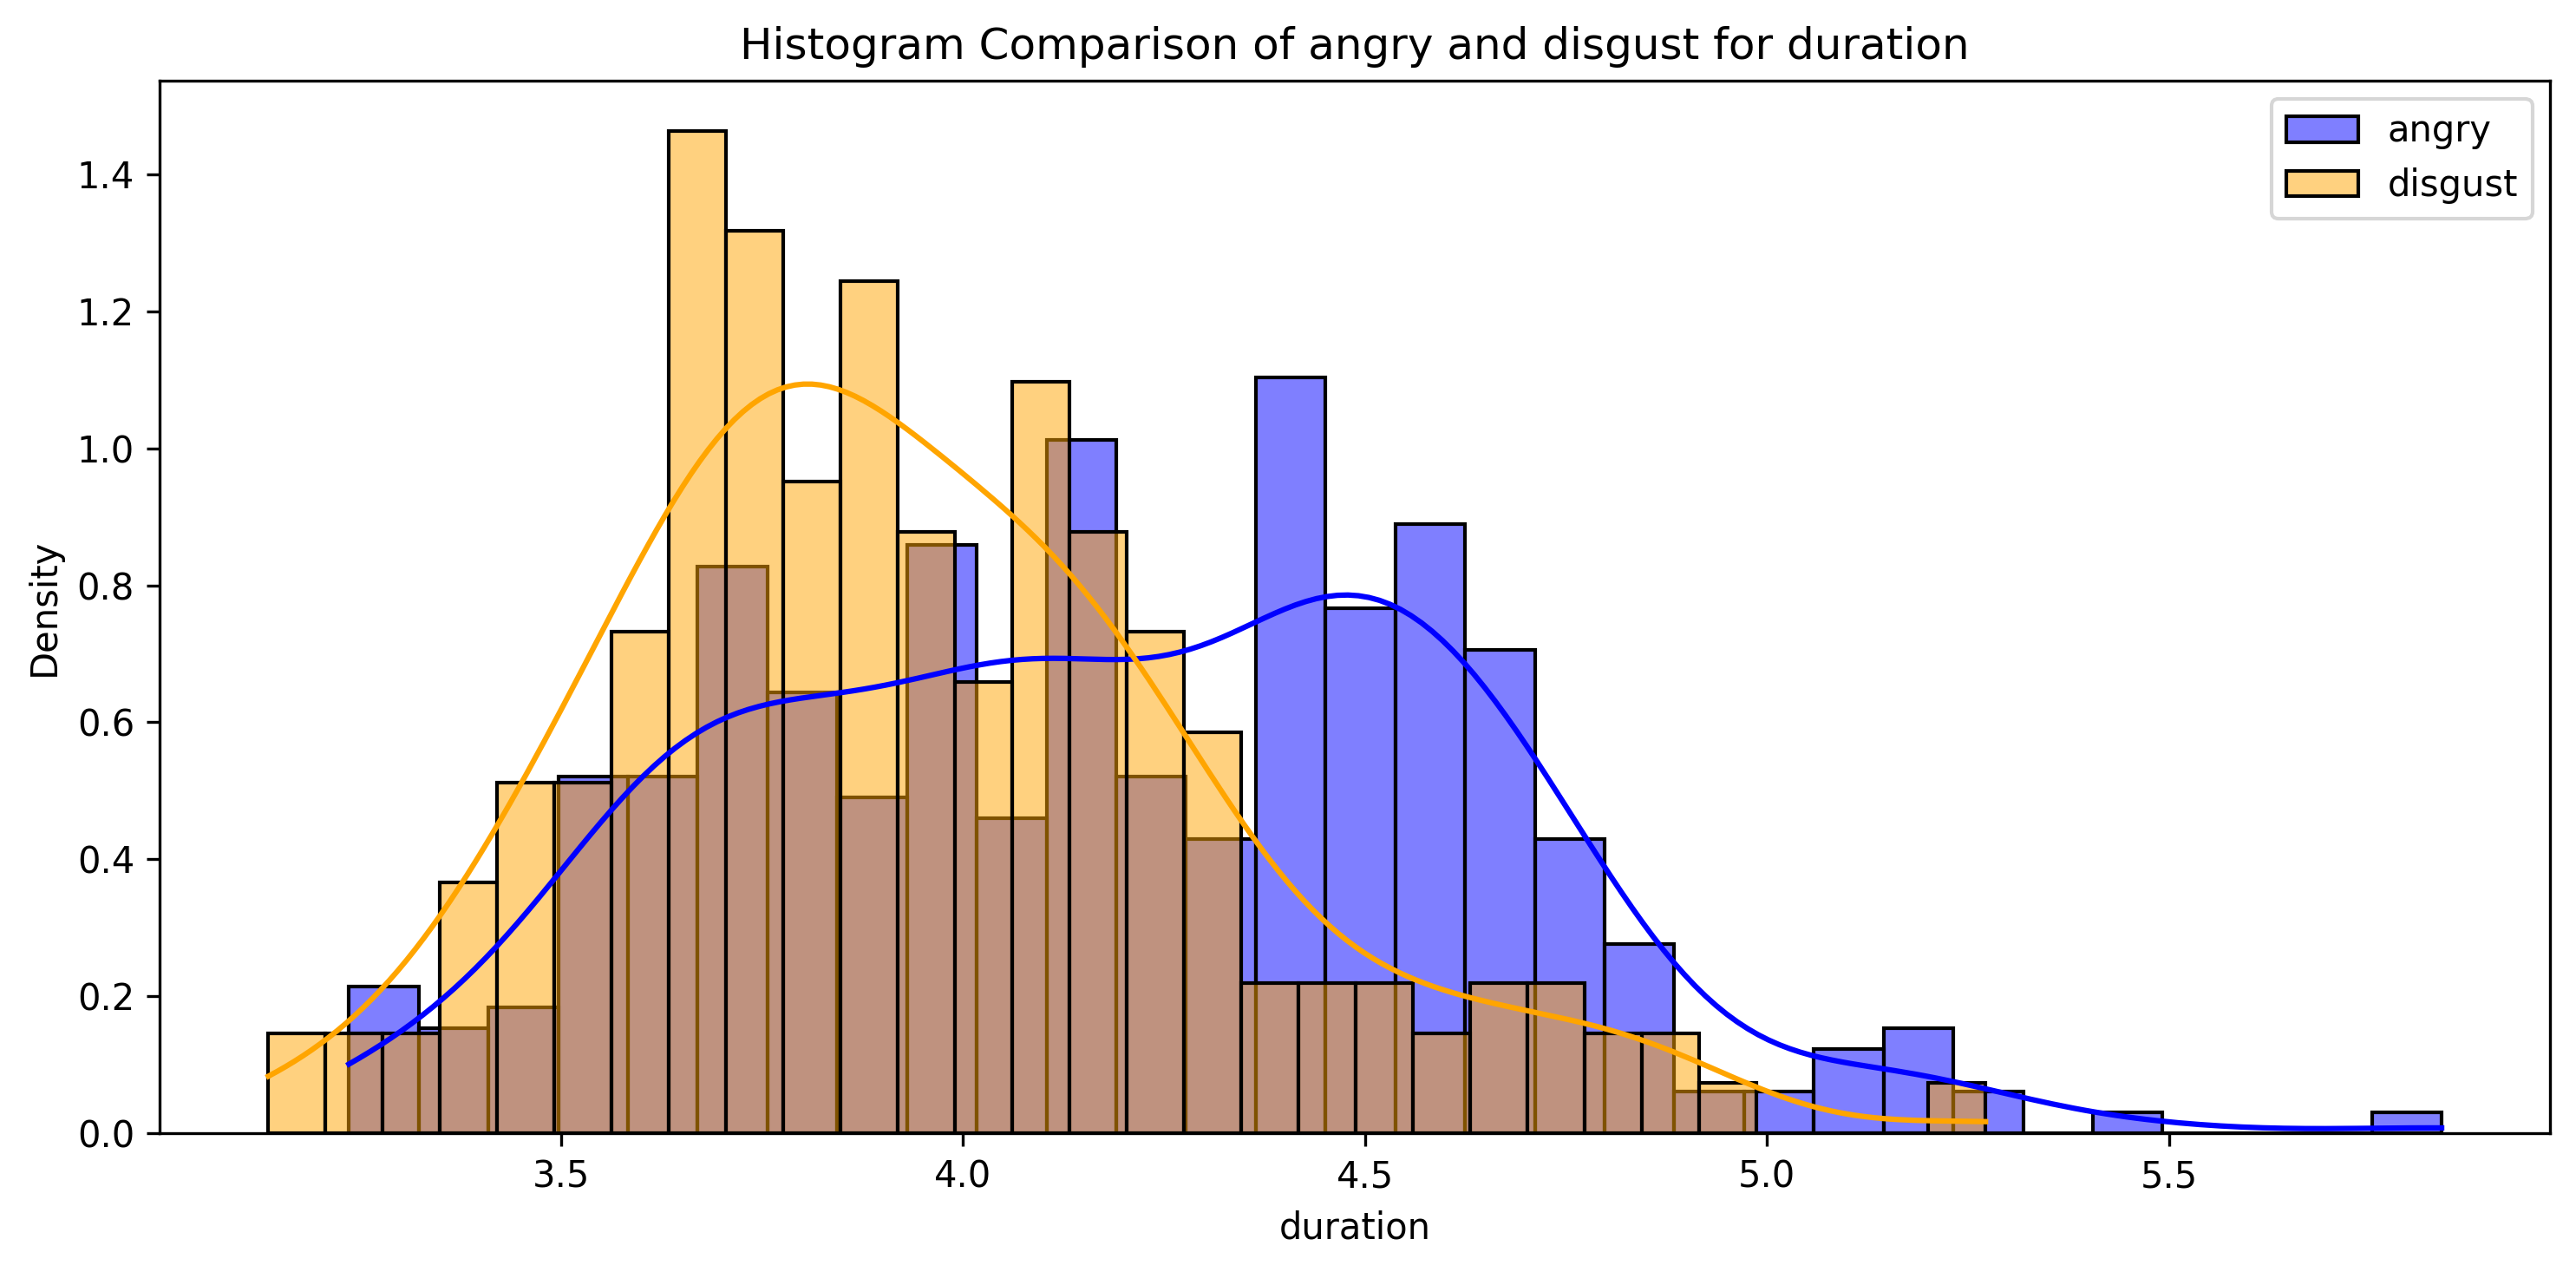 Histogram Comparison of angry and disgust for duration
angry
disgust
Density
1.4
1.2
1.0
0.8
0.6
0.4
0.2
0.0
3.5 4.0 4.5 5.0 5.5
duration